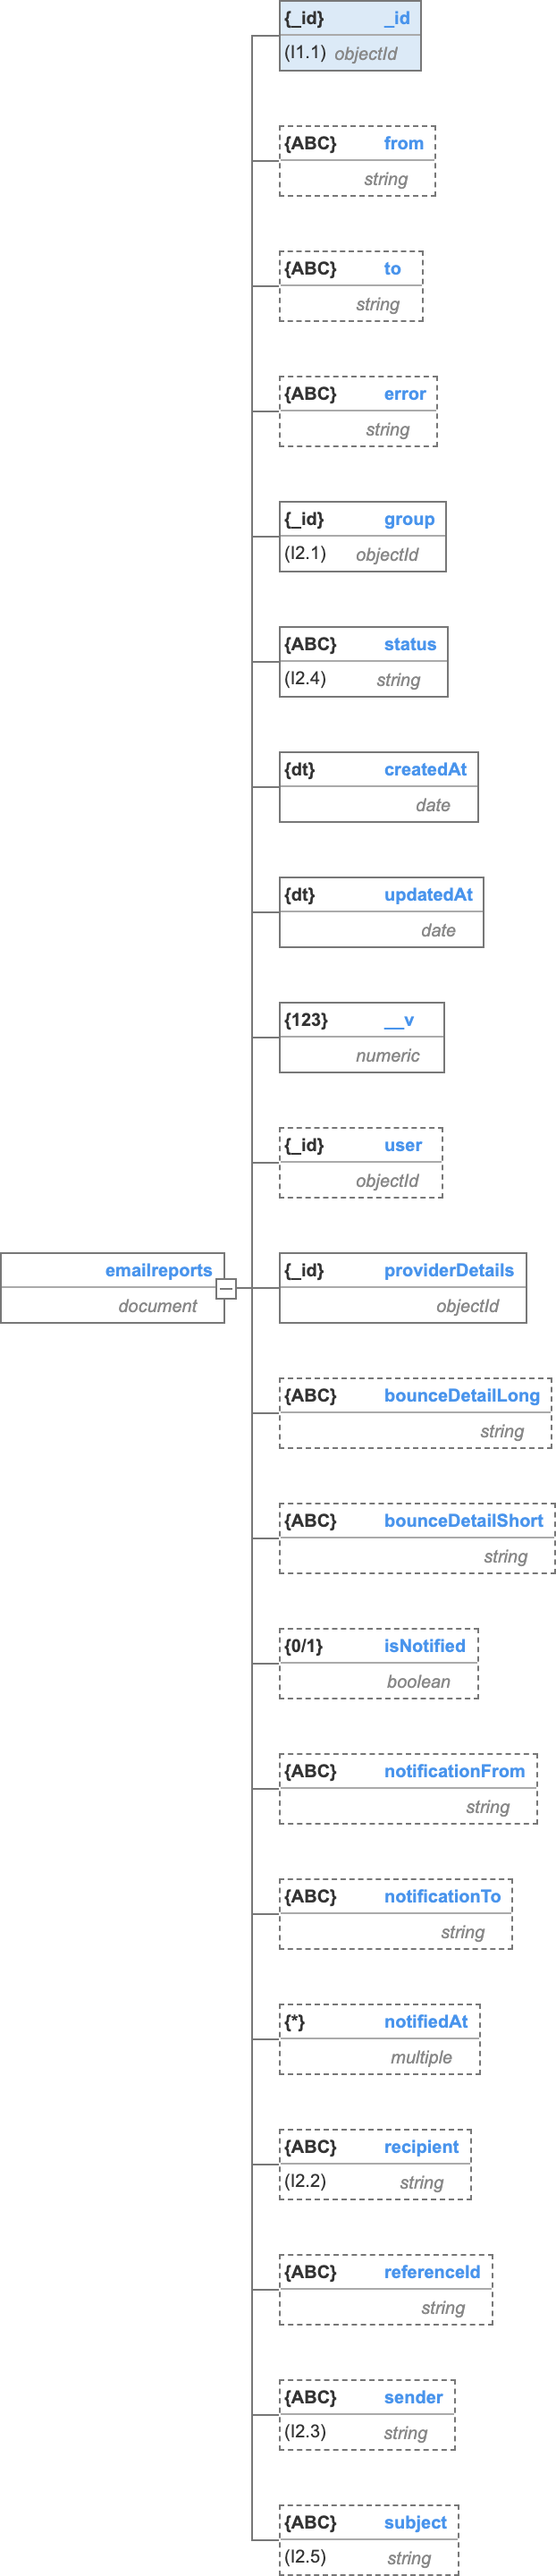 {_id} _id
(I1.1) objectId
{ABC} from
string
{ABC} to
string
{ABC} error
string
{_id} group
(I2.1) objectId
{ABC} status
(I2.4) string
{dt} createdAt
date
{dt} updatedAt
date
{123} __v
numeric
{_id} user
objectId
emailreports
document
{_id} providerDetails
objectId
{ABC} bounceDetailLong
string
{ABC} bounceDetailShort
string
{0/1} isNotified
boolean
{ABC} notificationFrom
string
{ABC} notificationTo
string
{*} notifiedAt
multiple
{ABC} recipient
(I2.2) string
{ABC} referenceId
string
{ABC} sender
(I2.3) string
{ABC} subject
(I2.5) string